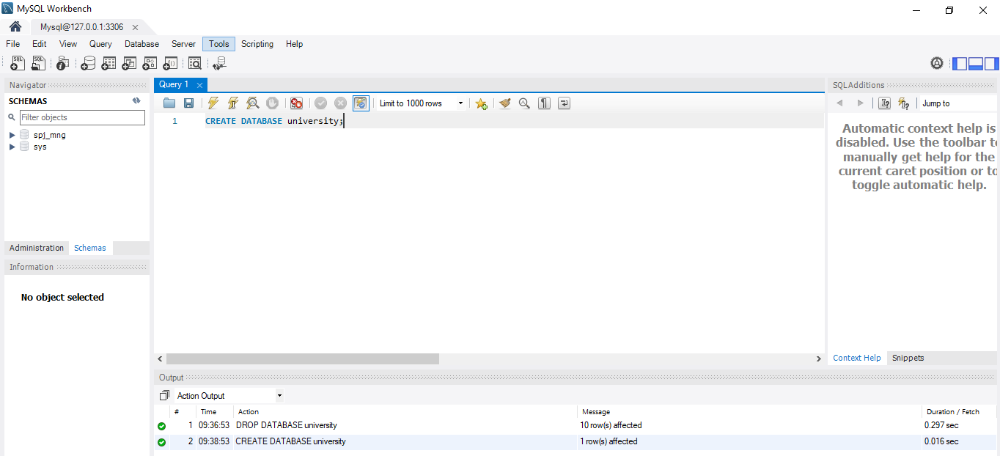 MySQL Workbench
Mysql@127.0.0.1:3306
File Edit View Query Database Server Tools Scripting Help
Navigator
SCHEMAS
Filter objects
spj_mng
sys
Administration Schemas
Information
No object selected
Query 1
Limit to 1000 rows
1 CREATE DATABASE university;
SQLAdditions
Jump to
Automatic context help is
disabled. Use the toolbar to
manually get help for the
current caret position or to
toggle automatic help.
Context Help Snippets
Output
Action Output
# Time Action Message Duration / Fetch
1 09:36:53 DROP DATABASE university 10 row(s) affected 0.297 sec
2 09:38:53 CREATE DATABASE university 1 row(s) affected 0.016 sec